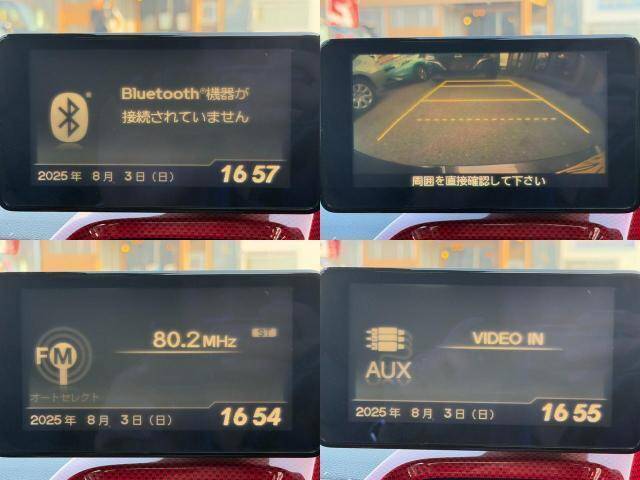 Bluetooth®機器が
接続されていません
2025年 8月 3日(日) 16:57
周囲を直接確認して下さい
80.2MHz ST
FM
オートセレクト
2025年 8月 3日(日) 16:54
VIDEO IN
AUX
2025年 8月 3日(日) 16:55